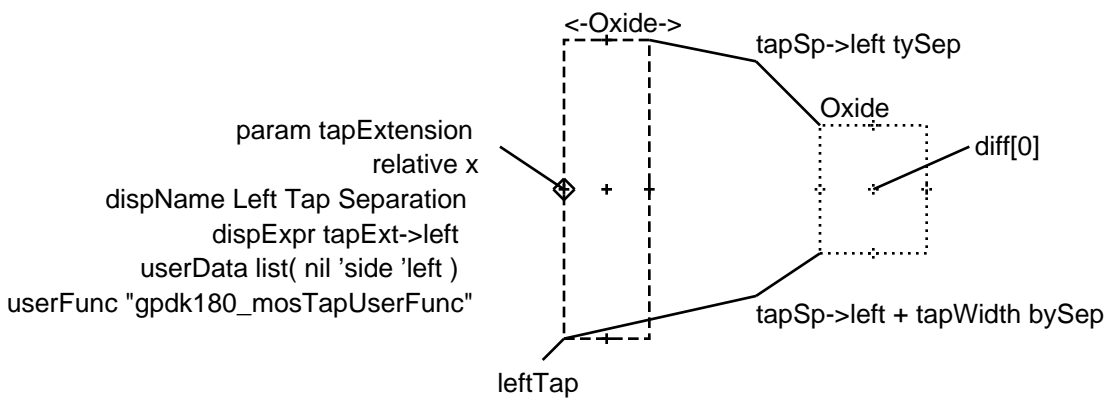 <-Oxide->
tapSp->left tySep
Oxide
param tapExtension
relative x
dispName Left Tap Separation
dispExpr tapExt->left
userData list( nil ’side ’left )
userFunc "gpdk180_mosTapUserFunc"
diff[0]
tapSp->left + tapWidth bySep
leftTap